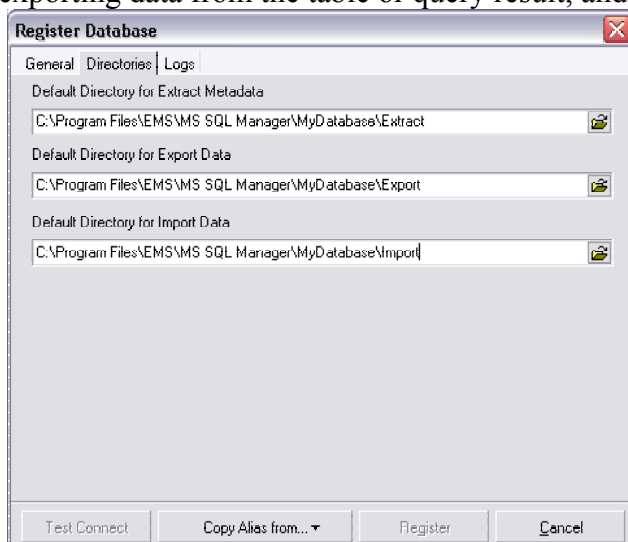 exporting data from the table or query result, and
Register Database
General Directories Logs
Default Directory for Extract Metadata
C:\Program Files\EMS\MS SQL Manager\MyDatabase\Extract
Default Directory for Export Data
C:\Program Files\EMS\MS SQL Manager\MyDatabase\Export
Default Directory for Import Data
C:\Program Files\EMS\MS SQL Manager\MyDatabase\Import
Test Connect Copy Alias from... Register Cancel